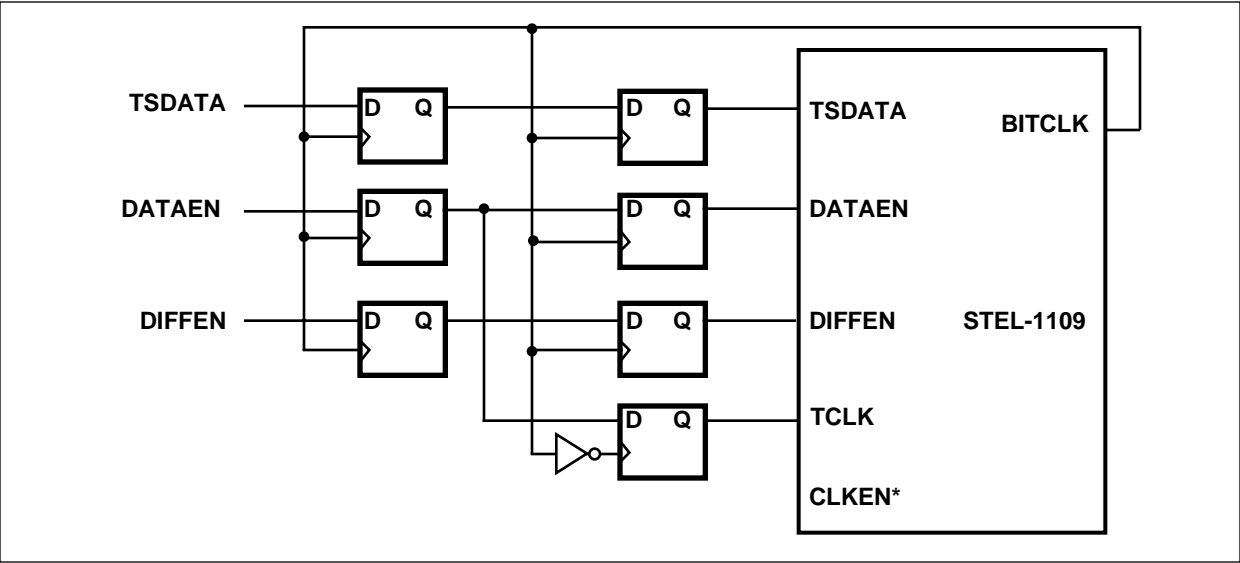 TSDATA D Q D Q TSDATA BITCLK
DATAEN D Q D Q DATAEN
DIFFEN D Q D Q DIFFEN STEL-1109
D Q TCLK
CLKEN*